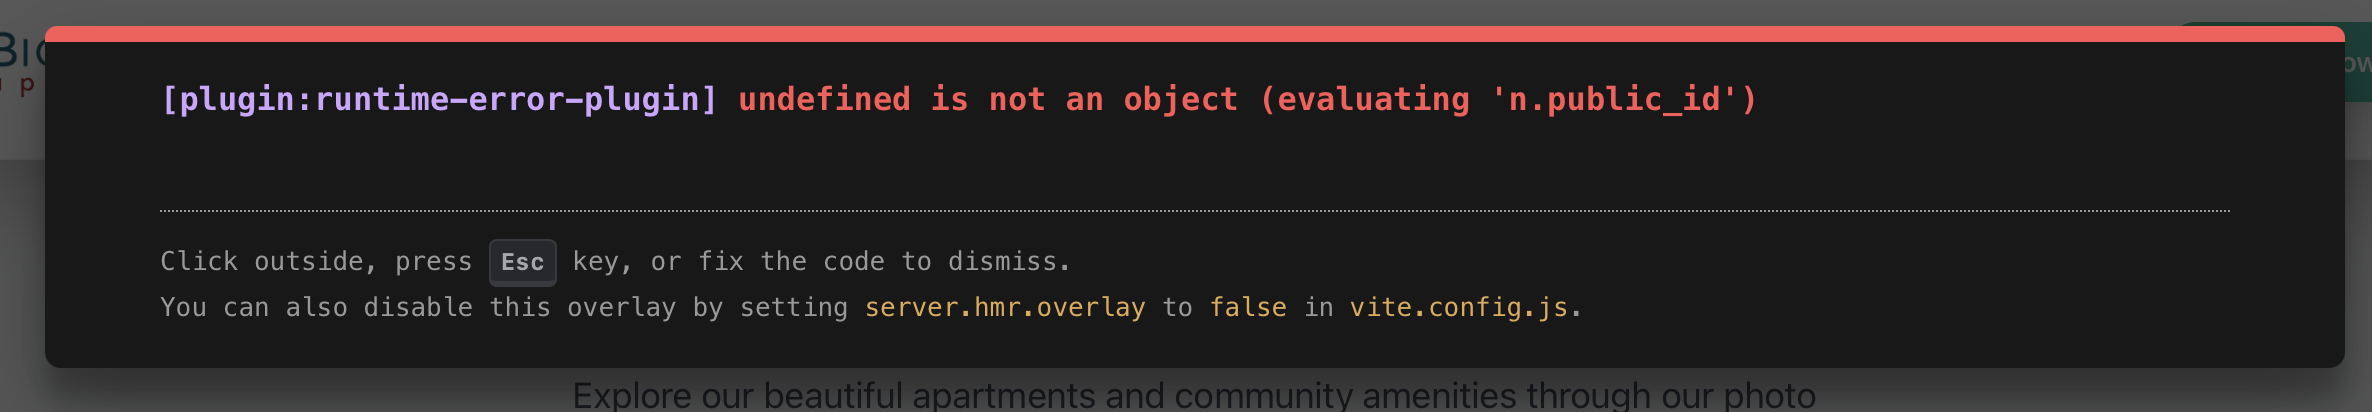 [plugin:runtime-error-plugin] undefined is not an object (evaluating 'n.public_id')
Click outside, press Esc key, or fix the code to dismiss.
You can also disable this overlay by setting server.hmr.overlay to false in vite.config.js.
Explore our beautiful apartments and community amenities through our photo